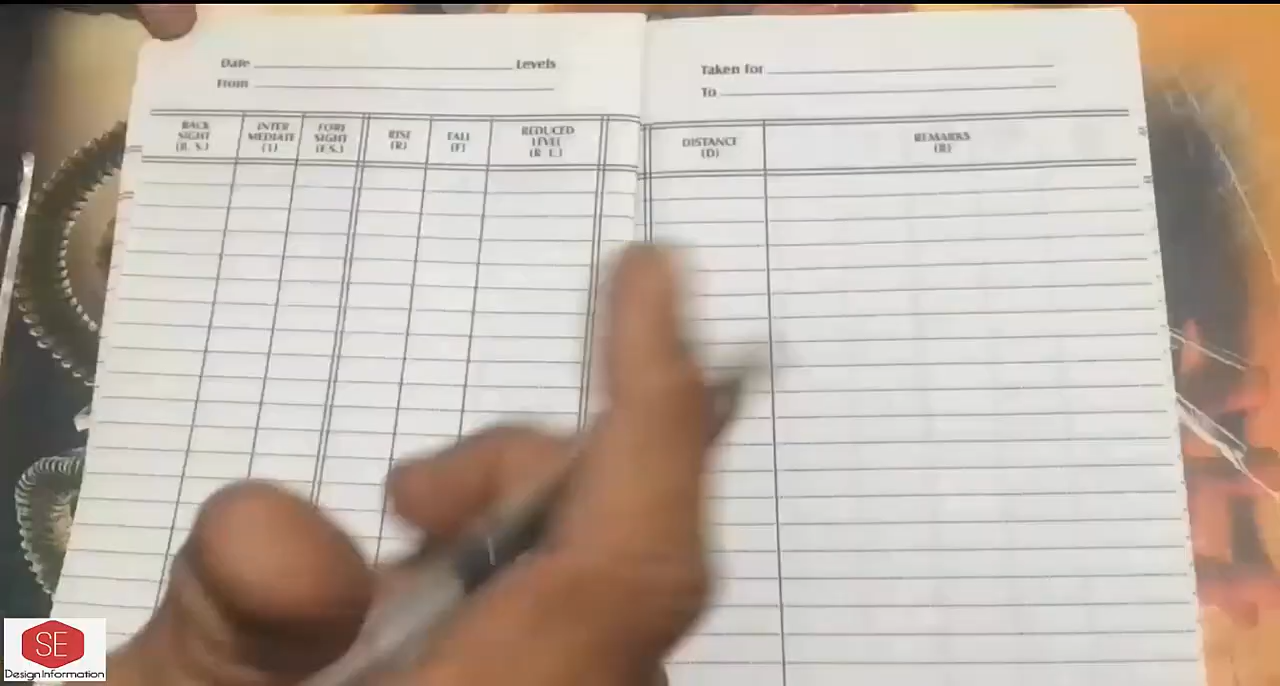 Date Levels
From
Taken for
To
BACK SIGHT (B. S.)
INTER MEDIATE (I)
FORE SIGHT (F.S.)
RISE (R)
FALL (F)
REDUCED LEVEL (R L.)
DISTANCE (D)
REMARKS (R)
SE
Design Information